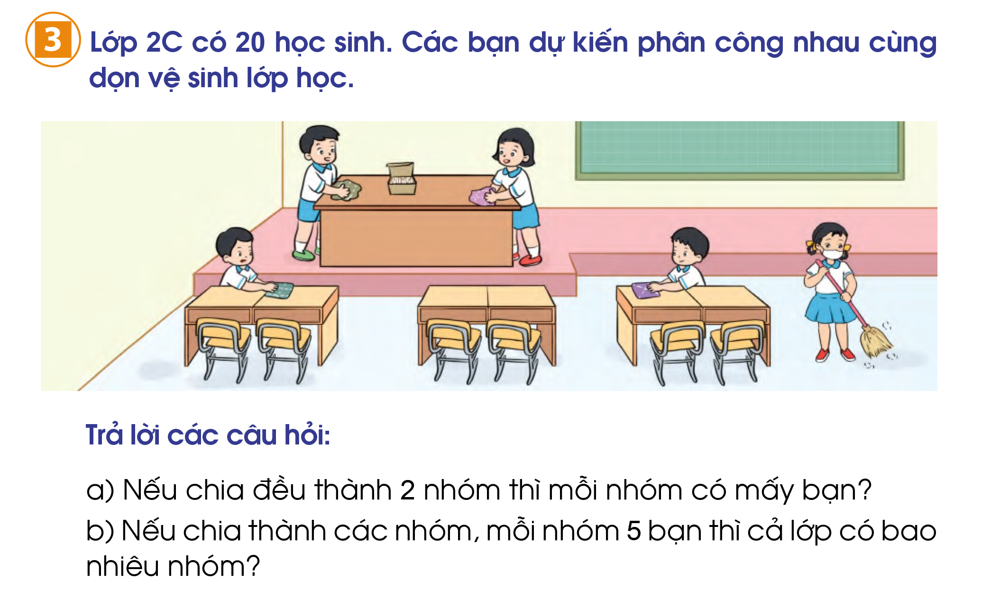 3 Lớp 2C có 20 học sinh. Các bạn dự kiến phân công nhau cùng
dọn vệ sinh lớp học.
Trả lời các câu hỏi:
a) Nếu chia đều thành 2 nhóm thì mỗi nhóm có mấy bạn?
b) Nếu chia thành các nhóm, mỗi nhóm 5 bạn thì cả lớp có bao
nhiêu nhóm?